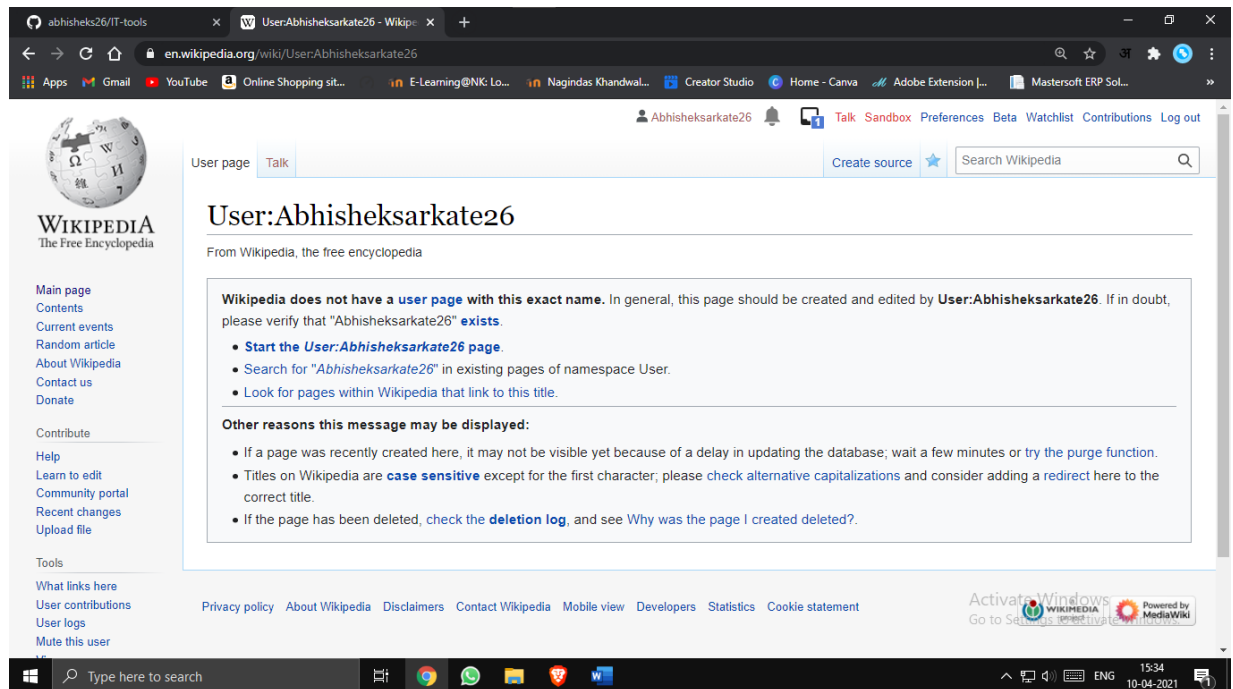 abhisheks26/IT-tools
User:Abhisheksarkate26 - Wikipe
en.wikipedia.org/wiki/User:Abhisheksarkate26
अ
Apps Gmail YouTube Online Shopping sit... E-Learning@NK: Lo... Nagindas Khandwal... Creator Studio Home - Canva Adobe Extension |... Mastersoft ERP Sol... »
Abhisheksarkate26 1 Talk Sandbox Preferences Beta Watchlist Contributions Log out
User page Talk Create source Search Wikipedia
WIKIPEDIA
The Free Encyclopedia
Main page
Contents
Current events
Random article
About Wikipedia
Contact us
Donate
Contribute
Help
Learn to edit
Community portal
Recent changes
Upload file
Tools
What links here
User contributions
User logs
Mute this user
User:Abhisheksarkate26
From Wikipedia, the free encyclopedia
Wikipedia does not have a user page with this exact name. In general, this page should be created and edited by User:Abhisheksarkate26. If in doubt,
please verify that "Abhisheksarkate26" exists.
• Start the User:Abhisheksarkate26 page.
• Search for "Abhisheksarkate26" in existing pages of namespace User.
• Look for pages within Wikipedia that link to this title.
Other reasons this message may be displayed:
• If a page was recently created here, it may not be visible yet because of a delay in updating the database; wait a few minutes or try the purge function.
• Titles on Wikipedia are case sensitive except for the first character; please check alternative capitalizations and consider adding a redirect here to the
correct title.
• If the page has been deleted, check the deletion log, and see Why was the page I created deleted?.
Privacy policy About Wikipedia Disclaimers Contact Wikipedia Mobile view Developers Statistics Cookie statement
Activate Windows
Go to Settings to activate Windows.
WIKIMEDIA
project
Powered by
MediaWiki
Type here to search
ENG
15:34
10-04-2021
1